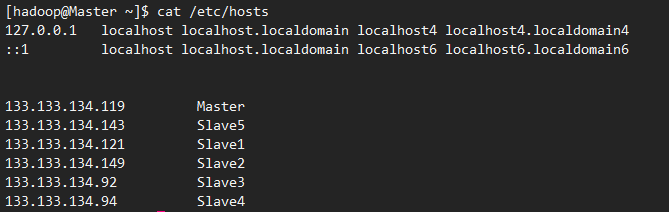 [hadoop@Master ~]$ cat /etc/hosts
127.0.0.1   localhost localhost.localdomain localhost4 localhost4.localdomain4
::1         localhost localhost.localdomain localhost6 localhost6.localdomain6
133.133.134.119         Master
133.133.134.143         Slave5
133.133.134.121         Slave1
133.133.134.149         Slave2
133.133.134.92          Slave3
133.133.134.94          Slave4